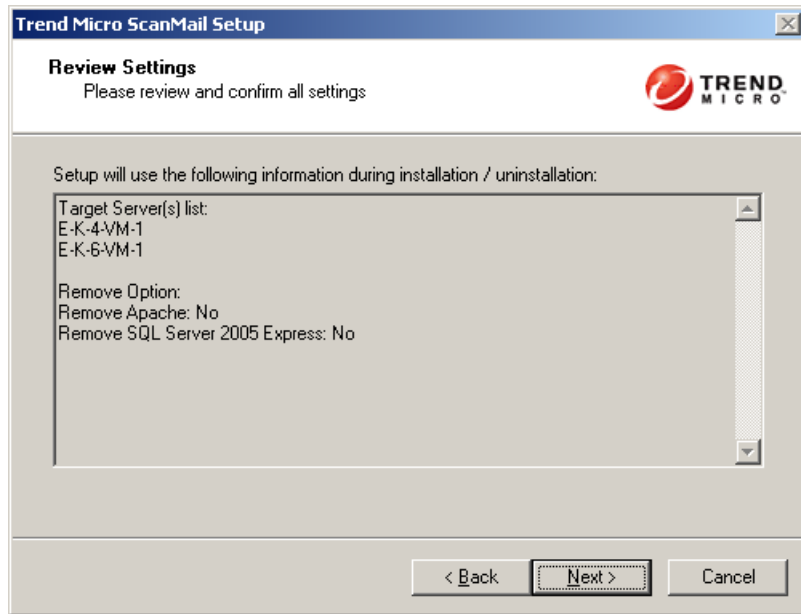 Trend Micro ScanMail Setup
Review Settings
Please review and confirm all settings
TREND
MICRO
Setup will use the following information during installation / uninstallation:
Target Server(s) list:
E-K-4-VM-1
E-K-6-VM-1
Remove Option:
Remove Apache: No
Remove SQL Server 2005 Express: No
< Back
Next >
Cancel